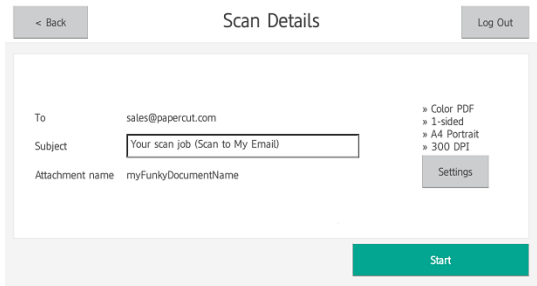 < Back
Scan Details
Log Out
To
sales@papercut.com
Subject
Your scan job (Scan to My Email)
Attachment name
myFunkyDocumentName
» Color PDF
» 1-sided
» A4 Portrait
» 300 DPI
Settings
Start